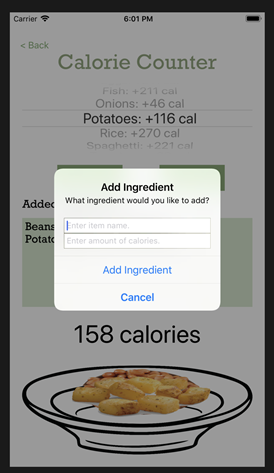 Carrier 6:01 PM
< Back
Calorie Counter
Fish: +211 cal
Onions: +46 cal
Potatoes: +116 cal
Rice: +270 cal
Spaghetti: +221 cal
Added
Beans
Potato
Add Ingredient
What ingredient would you like to add?
Enter item name.
Enter amount of calories.
Add Ingredient
Cancel
158 calories